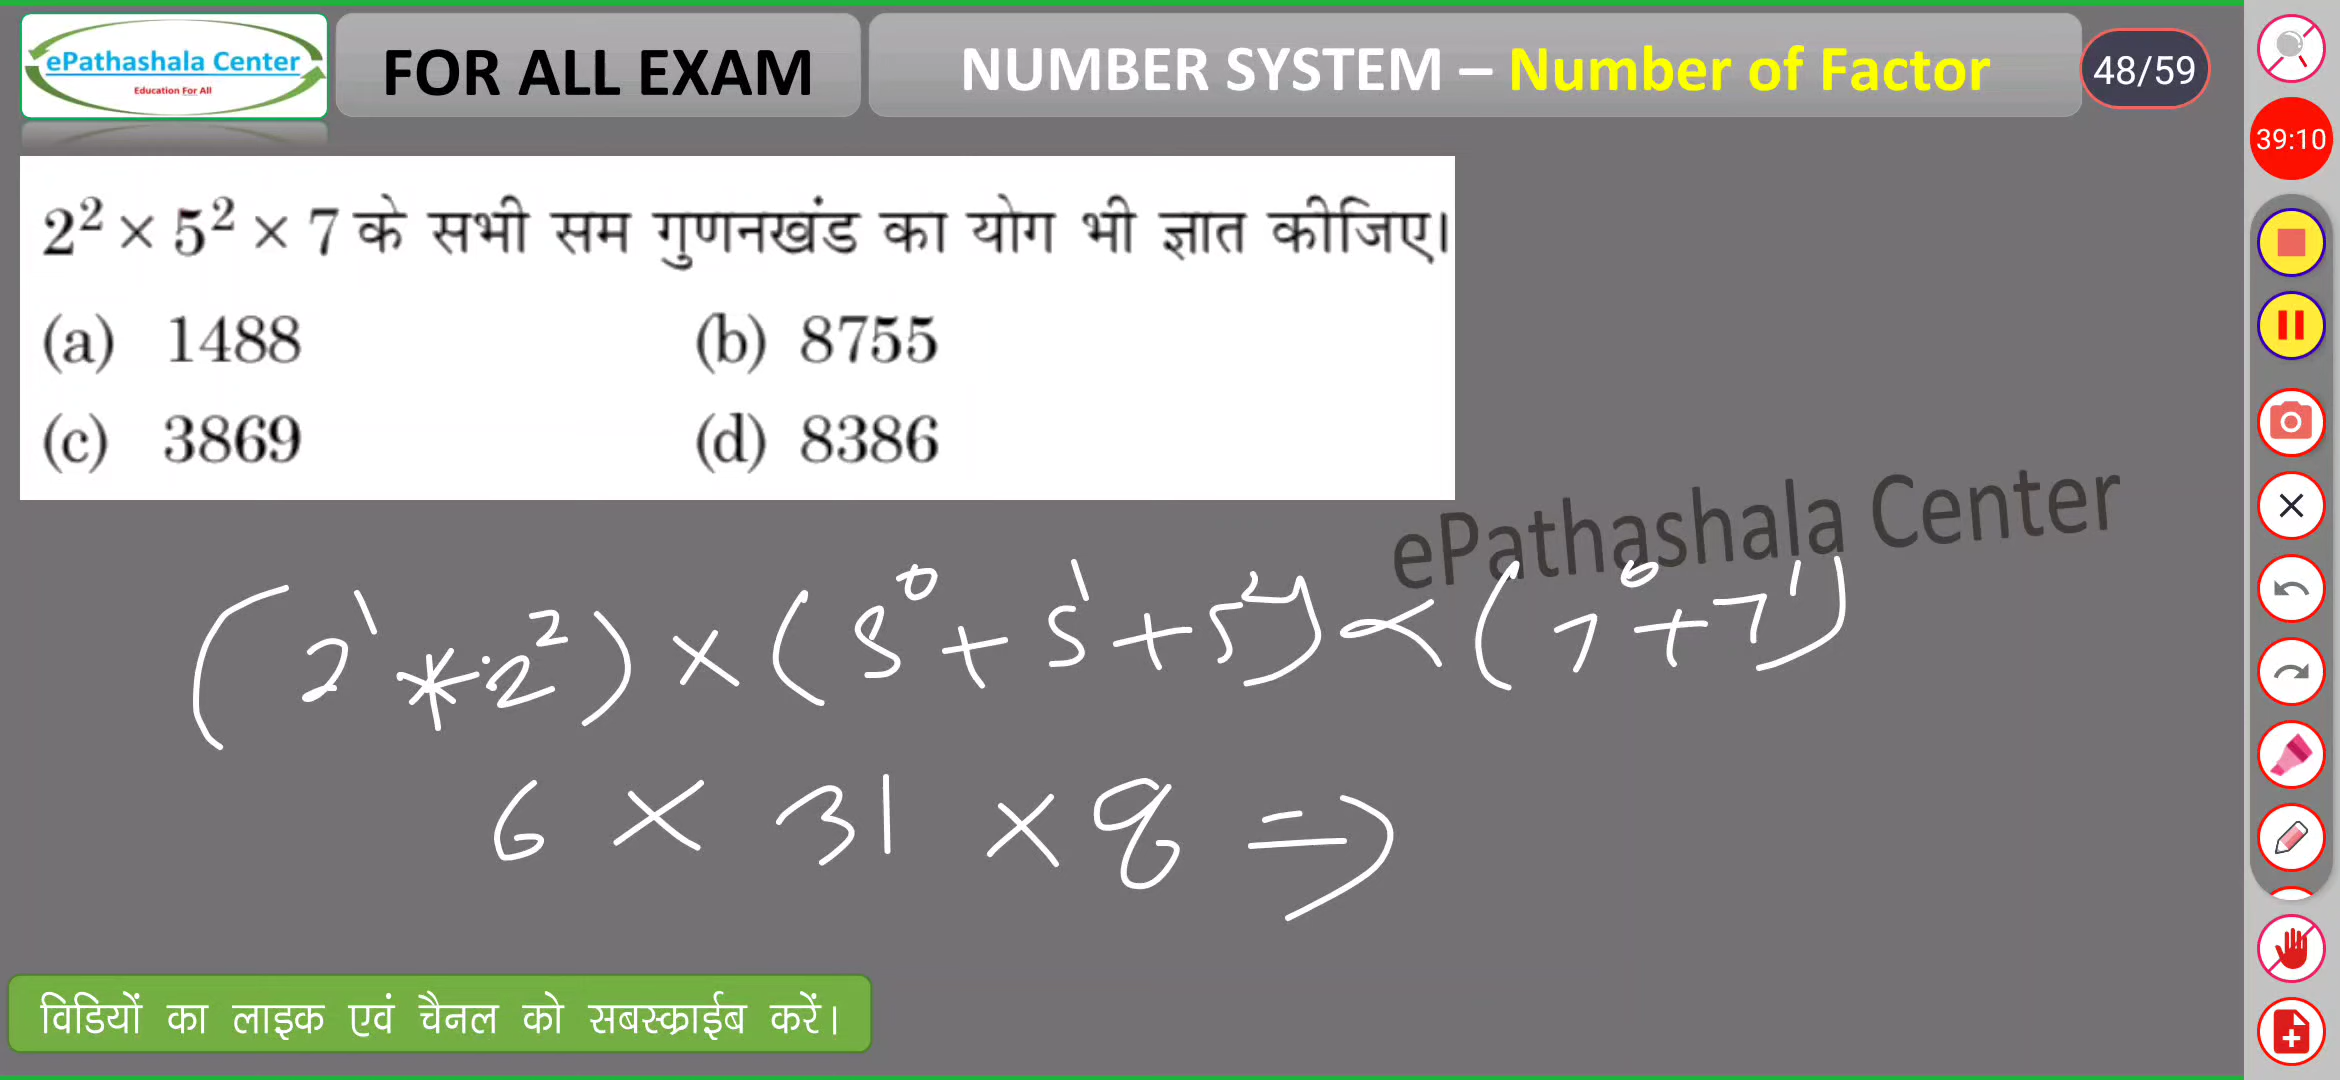 ePathashala Center
Education For All
FOR ALL EXAM
NUMBER SYSTEM – Number of Factor
48/59
39:10
2² × 5² × 7 के सभी सम गुणनखंड का योग भी ज्ञात कीजिए।
(a) 1488 (b) 8755
(c) 3869 (d) 8386
ePathashala Center
(2¹ + 2²) × (5⁰ + 5¹ + 5²) × (7⁰ + 7¹)
6 × 31 × 8 ⇒
विडियों का लाइक एवं चैनल को सबस्क्राईब करें।